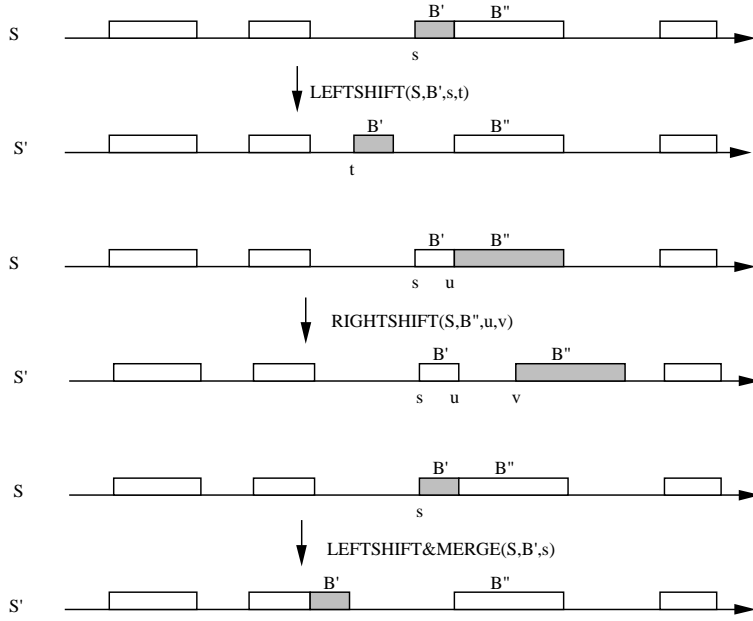 B' B"
S
s
LEFTSHIFT(S,B',s,t)
B' B"
S'
t
B' B"
S
s u
RIGHTSHIFT(S,B",u,v)
B' B"
S'
s u v
B' B"
S
s
LEFTSHIFT&MERGE(S,B',s)
B' B"
S'